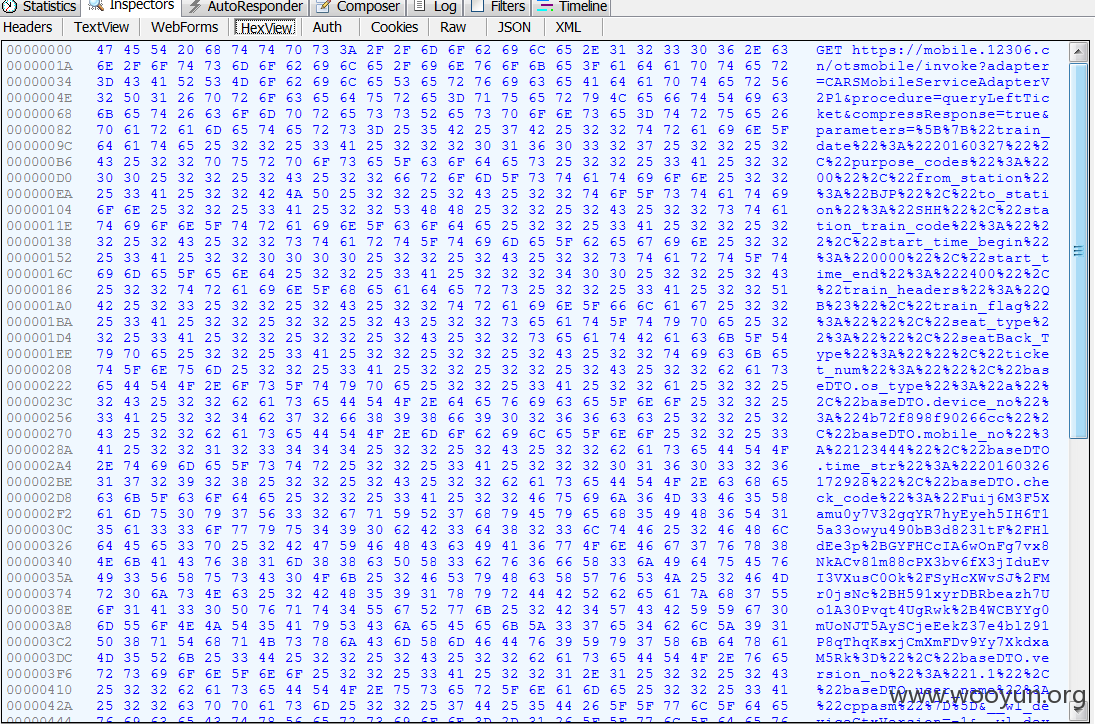 Statistics Inspectors AutoResponder Composer Log Filters Timeline
Headers TextView WebForms HexView Auth Cookies Raw JSON XML
00000000 47 45 54 20 68 74 74 70 73 3A 2F 2F 6D 6F 62 69 6C 65 2E 31 32 33 30 36 2E 63 GET https://mobile.12306.c
0000001A 6E 2F 6F 74 73 6D 6F 62 69 6C 65 2F 69 6E 76 6F 6B 65 3F 61 64 61 70 74 65 72 n/otsmobile/invoke?adapter
00000034 3D 43 41 52 53 4D 6F 62 69 6C 65 53 65 72 76 69 63 65 41 64 61 70 74 65 72 56 =CARSMobileServiceAdapterV
0000004E 32 50 31 26 70 72 6F 63 65 64 75 72 65 3D 71 75 65 72 79 4C 65 66 74 54 69 63 2P1&procedure=queryLeftTic
00000068 6B 65 74 26 63 6F 6D 70 72 65 73 73 52 65 73 70 6F 6E 73 65 3D 74 72 75 65 26 ket&compressResponse=true&
00000082 70 61 72 61 6D 65 74 65 72 73 3D 25 35 42 25 37 42 25 32 32 74 72 61 69 6E 5F parameters=%5B%7B%22train_
0000009C 64 61 74 65 25 32 32 25 33 41 25 32 32 32 30 31 36 30 33 32 37 25 32 32 25 32 date%22%3A%2220160327%22%2
000000B6 43 25 32 32 70 75 72 70 6F 73 65 5F 63 6F 64 65 73 25 32 32 25 33 41 25 32 32 C%22purpose_codes%22%3A%22
000000D0 30 30 25 32 32 25 32 43 25 32 32 66 72 6F 6D 5F 73 74 61 74 69 6F 6E 25 32 32 00%22%2C%22from_station%22
000000EA 25 33 41 25 32 32 42 4A 50 25 32 32 25 32 43 25 32 32 74 6F 5F 73 74 61 74 69 %3A%22BJP%22%2C%22to_stati
00000104 6F 6E 25 32 32 25 33 41 25 32 32 53 48 48 25 32 32 25 32 43 25 32 32 73 74 61 on%22%3A%22SHH%22%2C%22sta
0000011E 74 69 6F 6E 5F 74 72 61 69 6E 5F 63 6F 64 65 25 32 32 25 33 41 25 32 32 25 32 tion_train_code%22%3A%22%2
00000138 32 25 32 43 25 32 32 73 74 61 72 74 5F 74 69 6D 65 5F 62 65 67 69 6E 25 32 32 2%2C%22start_time_begin%22
00000152 25 33 41 25 32 32 30 30 30 30 25 32 32 25 32 43 25 32 32 73 74 61 72 74 5F 74 %3A%220000%22%2C%22start_t
0000016C 69 6D 65 5F 65 6E 64 25 32 32 25 33 41 25 32 32 32 34 30 30 25 32 32 25 32 43 ime_end%22%3A%222400%22%2C
00000186 25 32 32 74 72 61 69 6E 5F 68 65 61 64 65 72 73 25 32 32 25 33 41 25 32 32 51 %22train_headers%22%3A%22Q
000001A0 42 25 32 33 25 32 32 25 32 43 25 32 32 74 72 61 69 6E 5F 66 6C 61 67 25 32 32 B%23%22%2C%22train_flag%22
000001BA 25 33 41 25 32 32 25 32 32 25 32 43 25 32 32 73 65 61 74 5F 74 79 70 65 25 32 %3A%22%22%2C%22seat_type%2
000001D4 32 25 33 41 25 32 32 25 32 32 25 32 43 25 32 32 73 65 61 74 42 61 63 6B 5F 54 2%3A%22%22%2C%22seatBack_T
000001EE 79 70 65 25 32 32 25 33 41 25 32 32 25 32 32 25 32 43 25 32 32 74 69 63 6B 65 ype%22%3A%22%22%2C%22ticke
00000208 74 5F 6E 75 6D 25 32 32 25 33 41 25 32 32 25 32 32 25 32 43 25 32 32 62 61 73 t_num%22%3A%22%22%2C%22bas
00000222 65 44 54 4F 2E 6F 73 5F 74 79 70 65 25 32 32 25 33 41 25 32 32 61 25 32 32 25 eDTO.os_type%22%3A%22a%22%
0000023C 32 43 25 32 32 62 61 73 65 44 54 4F 2E 64 65 76 69 63 65 5F 6E 6F 25 32 32 25 2C%22baseDTO.device_no%22%
00000256 33 41 25 32 32 34 62 37 32 66 38 39 38 66 39 30 32 36 36 63 63 25 32 32 25 32 3A%224b72f898f90266cc%22%2
00000270 43 25 32 32 62 61 73 65 44 54 4F 2E 6D 6F 62 69 6C 65 5F 6E 6F 25 32 32 25 33 C%22baseDTO.mobile_no%22%3
0000028A 41 25 32 32 31 32 33 34 34 34 25 32 32 25 32 43 25 32 32 62 61 73 65 44 54 4F A%22123444%22%2C%22baseDTO
000002A4 2E 74 69 6D 65 5F 73 74 72 25 32 32 25 33 41 25 32 32 32 30 31 36 30 33 32 36 .time_str%22%3A%2220160326
000002BE 31 37 32 39 32 38 25 32 32 25 32 43 25 32 32 62 61 73 65 44 54 4F 2E 63 68 65 172928%22%2C%22baseDTO.che
000002D8 63 6B 5F 63 6F 64 65 25 32 32 25 33 41 25 32 32 46 75 69 6A 36 4D 33 46 35 58 ck_code%22%3A%22Fuij6M3F5X
000002F2 61 6D 75 30 79 37 56 33 32 67 71 59 52 37 68 79 45 79 65 68 35 49 48 36 54 31 amu0y7V32gqYR7hyEyeh5IH6T1
0000030C 35 61 33 33 6F 77 79 75 34 39 30 62 42 33 64 38 32 33 6C 74 46 25 32 46 48 6C 5a33owyu490bB3d823ltF%2FHl
00000326 64 45 65 33 70 25 32 42 47 59 46 48 43 63 49 41 36 77 4F 6E 46 67 37 76 78 38 dEe3p%2BGYFHCcIA6wOnFg7vx8
00000340 4E 6B 41 43 76 38 31 6D 38 38 63 50 58 33 62 76 36 66 58 33 6A 49 64 75 45 76 NkACv81m88cPX3bv6fX3jIduEv
0000035A 49 33 56 58 75 73 43 30 4F 6B 25 32 46 53 79 48 63 58 57 76 53 4A 25 32 46 4D I3VXusC0Ok%2FSyHcXWvSJ%2FM
00000374 72 30 6A 73 4E 63 25 32 42 48 35 39 31 78 79 72 44 42 52 62 65 61 7A 68 37 55 r0jsNc%2BH591xyrDBRbeazh7U
0000038E 6F 31 41 33 30 50 76 71 74 34 55 67 52 77 6B 25 32 42 34 57 43 42 59 59 67 30 o1A30Pvqt4UgRwk%2B4WCBYYg0
000003A8 6D 55 6F 4E 4A 54 35 41 79 53 43 6A 65 45 65 6B 5A 33 37 65 34 62 6C 5A 39 31 mUoNJT5AySCjeEekZ37e4blZ91
000003C2 50 38 71 54 68 71 4B 73 78 6A 43 6D 58 6D 46 44 76 39 59 79 37 58 6B 64 78 61 P8qThqKsxjCmXmFDv9Yy7Xkdxa
000003DC 4D 35 52 6B 25 33 44 25 32 32 25 32 43 25 32 32 62 61 73 65 44 54 4F 2E 76 65 M5Rk%3D%22%2C%22baseDTO.ve
000003F6 72 73 69 6F 6E 5F 6E 6F 25 32 32 25 33 41 25 32 32 31 2E 31 25 32 32 25 32 43 rsion_no%22%3A%221.1%22%2C
00000410 25 32 32 62 61 73 65 44 54 4F 2E 75 73 65 72 5F 6E 61 6D 65 25 32 32 25 33 41 %22baseDTO.user_name%22%3A
0000042A 25 32 32 63 70 70 61 73 6D 25 32 32 25 37 44 25 35 44 26 5F 5F 77 6C 5F 64 65 %22cppasm%22%7D%5D&__wl_de
www.wooyun.org